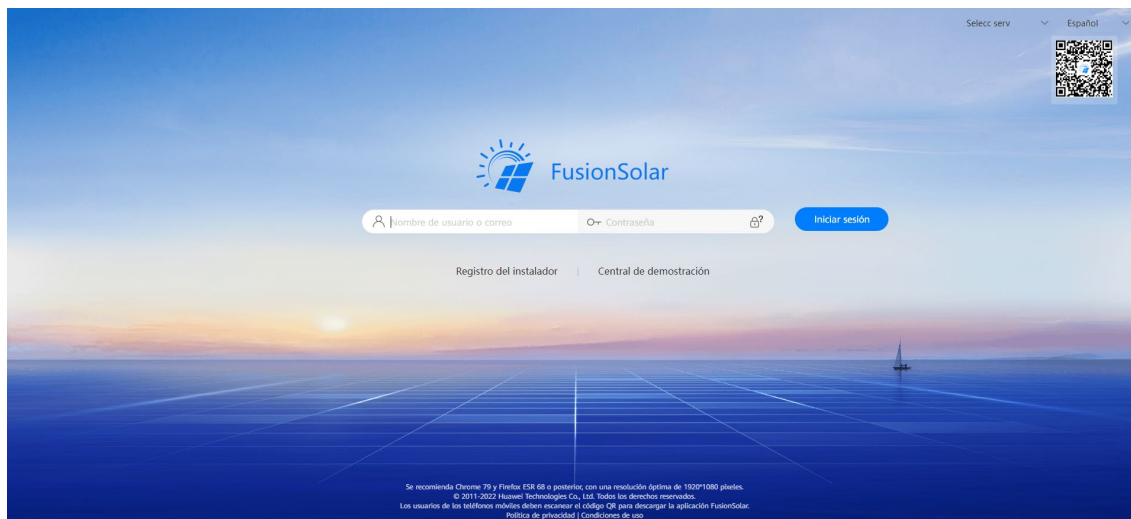 Selecc serv Español
FusionSolar
Nombre de usuario o correo Contraseña Iniciar sesión
Registro del instalador | Central de demostración
Se recomienda Chrome 79 y Firefox ESR 68 o posterior, con una resolución óptima de 1920*1080 píxeles.
© 2011-2022 Huawei Technologies Co., Ltd. Todos los derechos reservados.
Los usuarios de los teléfonos móviles deben escanear el código QR para descargar la aplicación FusionSolar.
Política de privacidad | Condiciones de uso